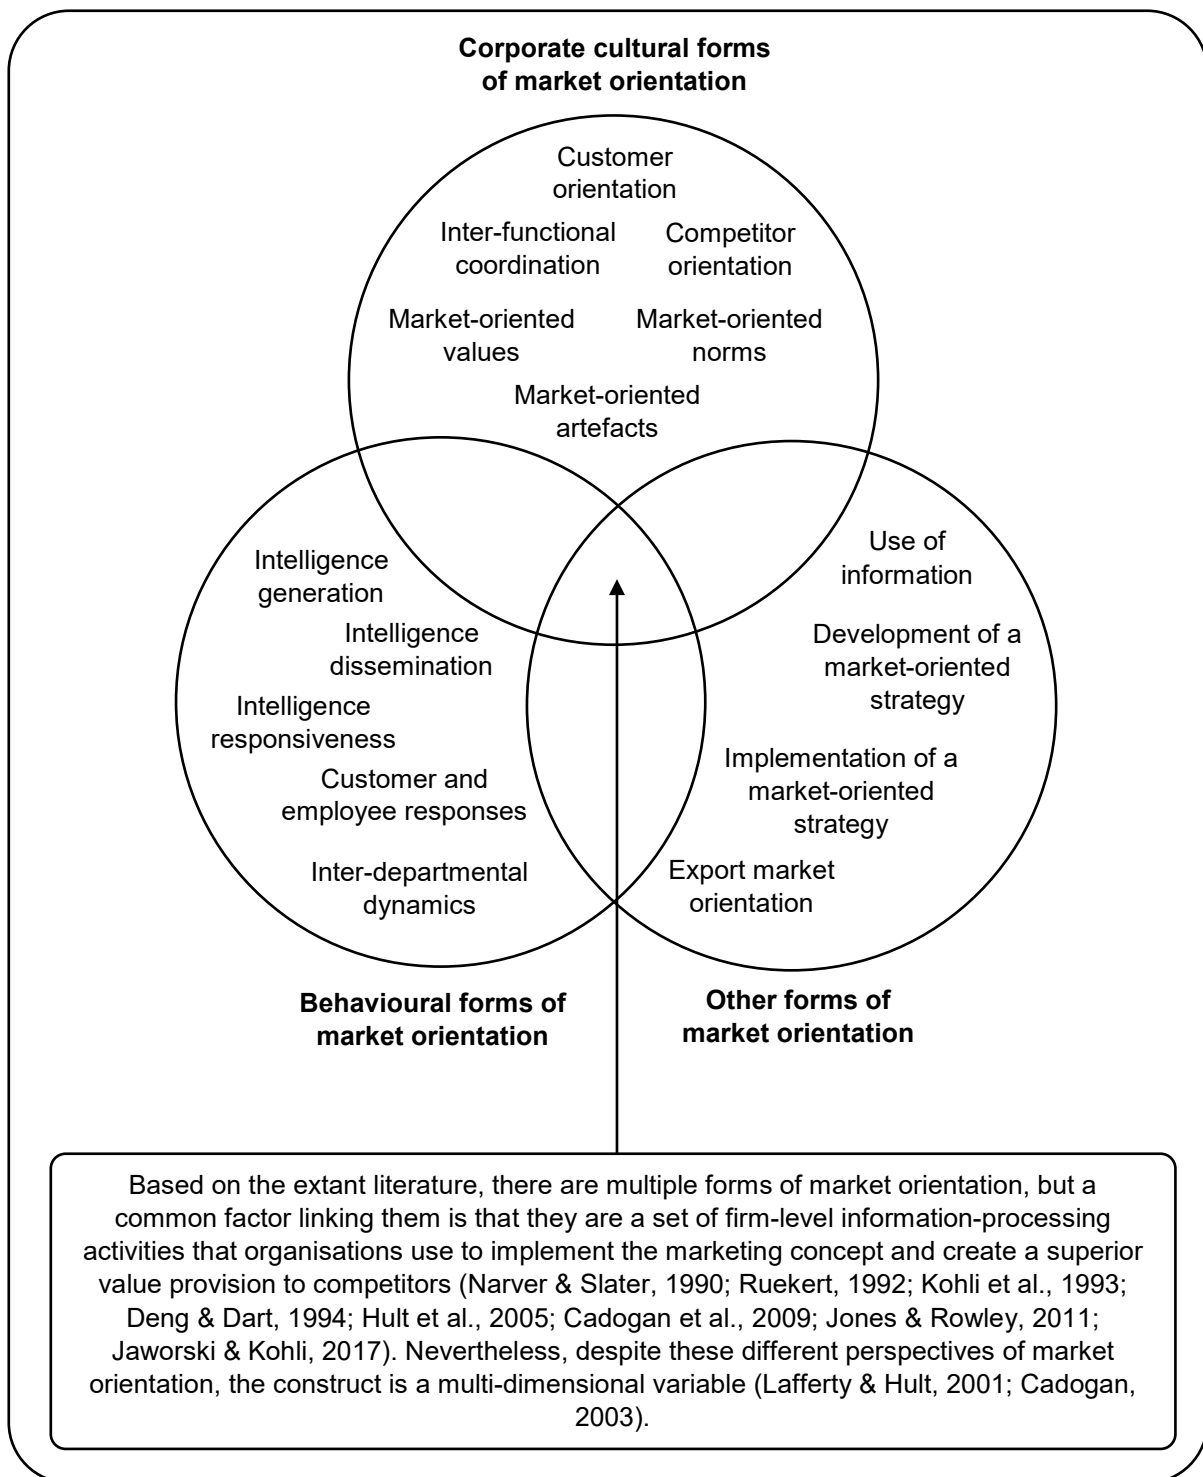 Corporate cultural forms
of market orientation
Customer
orientation
Inter-functional
coordination
Competitor
orientation
Market-oriented
values
Market-oriented
norms
Market-oriented
artefacts
Intelligence
generation
Intelligence
dissemination
Intelligence
responsiveness
Customer and
employee responses
Inter-departmental
dynamics
Use of
information
Development of a
market-oriented
strategy
Implementation of a
market-oriented
strategy
Export market
orientation
Behavioural forms of
market orientation
Other forms of
market orientation
Based on the extant literature, there are multiple forms of market orientation, but a
common factor linking them is that they are a set of firm-level information-processing
activities that organisations use to implement the marketing concept and create a superior
value provision to competitors (Narver & Slater, 1990; Ruekert, 1992; Kohli et al., 1993;
Deng & Dart, 1994; Hult et al., 2005; Cadogan et al., 2009; Jones & Rowley, 2011;
Jaworski & Kohli, 2017). Nevertheless, despite these different perspectives of market
orientation, the construct is a multi-dimensional variable (Lafferty & Hult, 2001; Cadogan,
2003).